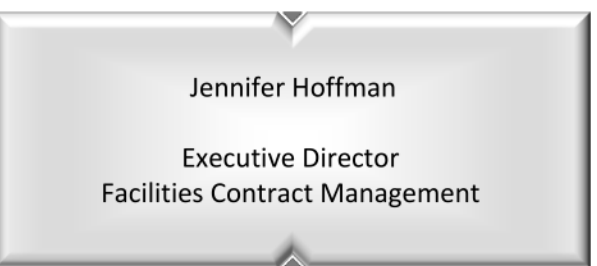 Jennifer Hoffman
Executive Director
Facilities Contract Management